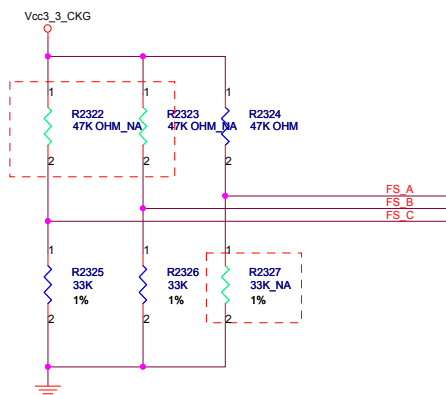 Vcc3_3_CKG
1 1 1
R2322 R2323 R2324
47K OHM_NA 47K OHM_NA 47K OHM
2 2 2
FS_A
FS_B
FS_C
1 1 1
R2325 R2326 R2327
33K 33K 33K_NA
1% 1% 1%
2 2 2